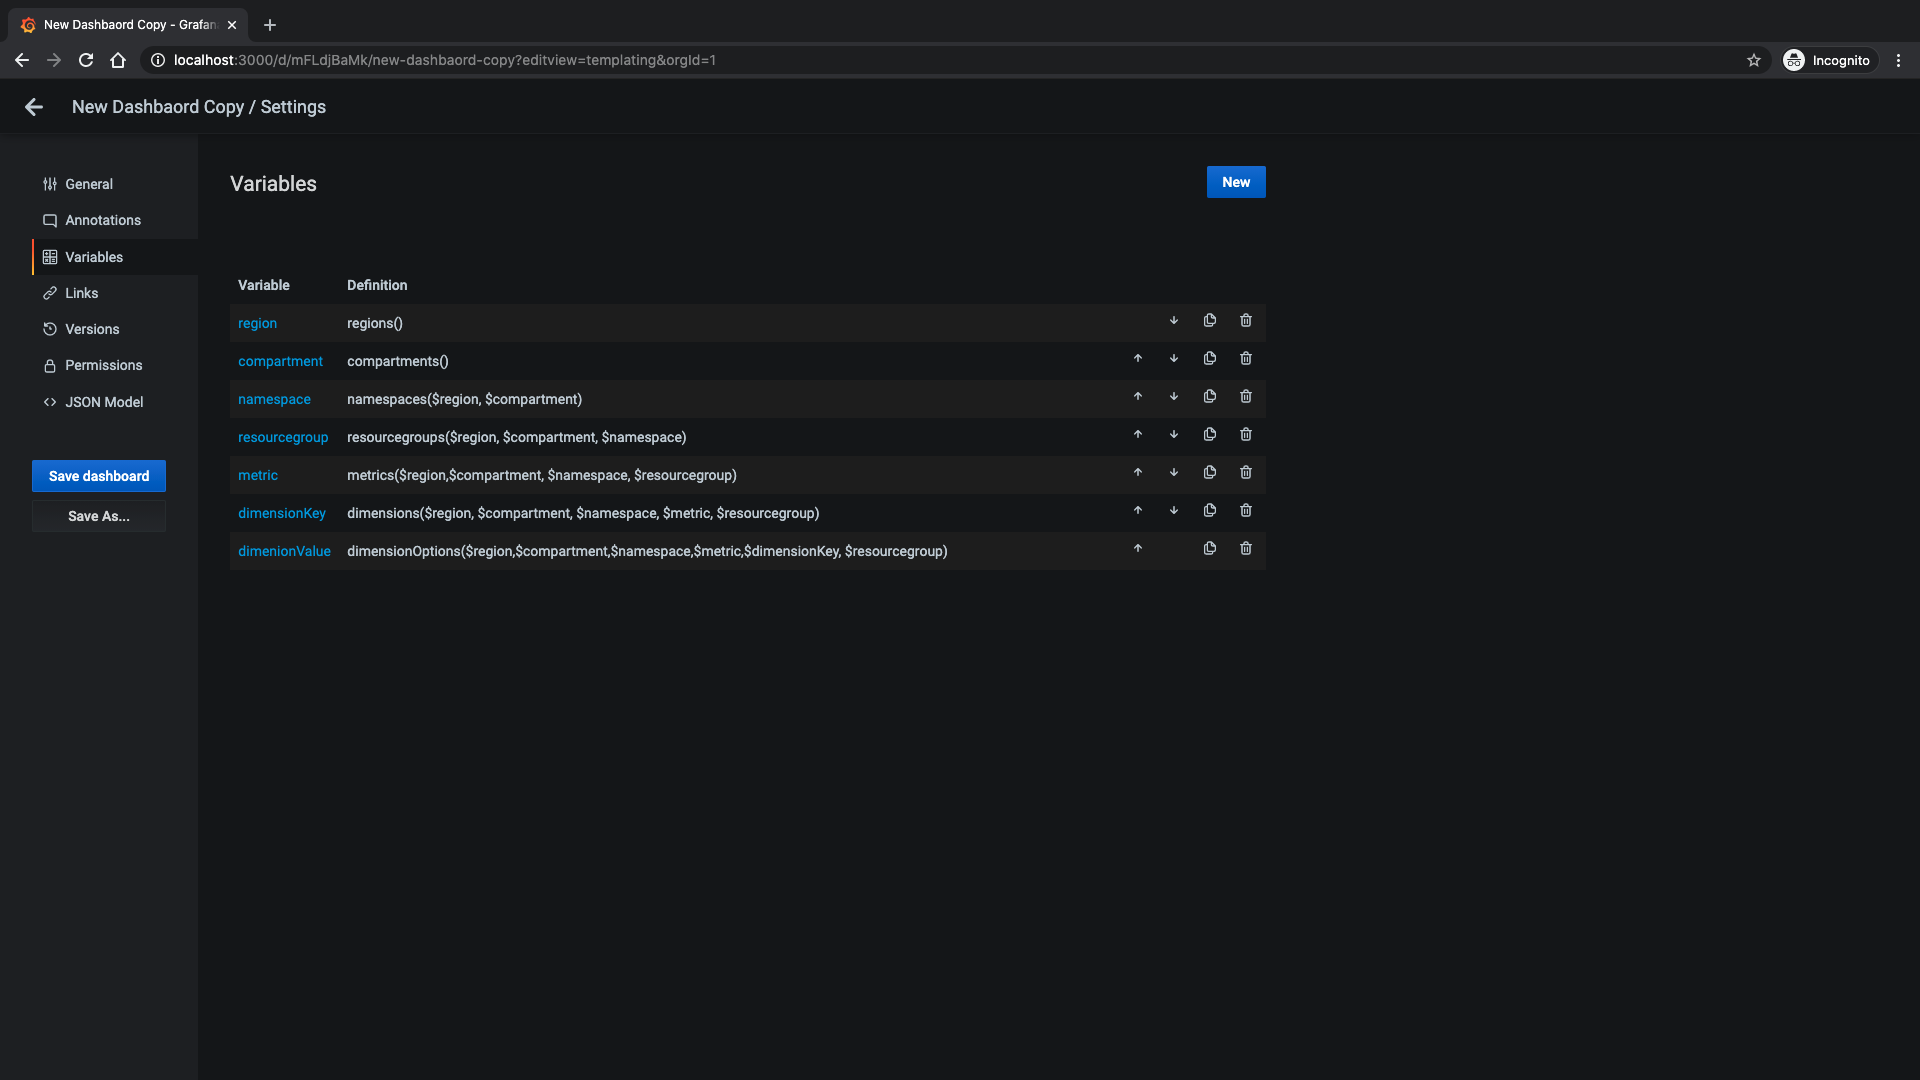 New Dashbaord Copy - Grafan
localhost:3000/d/mFLdjBaMk/new-dashbaord-copy?editview=templating&orgId=1
Incognito
New Dashbaord Copy / Settings
General
Annotations
Variables
Links
Versions
Permissions
JSON Model
Save dashboard
Save As...
Variables
New
Variable Definition
region regions()
compartment compartments()
namespace namespaces($region, $compartment)
resourcegroup resourcegroups($region, $compartment, $namespace)
metric metrics($region,$compartment, $namespace, $resourcegroup)
dimensionKey dimensions($region, $compartment, $namespace, $metric, $resourcegroup)
dimenionValue dimensionOptions($region,$compartment,$namespace,$metric,$dimensionKey, $resourcegroup)